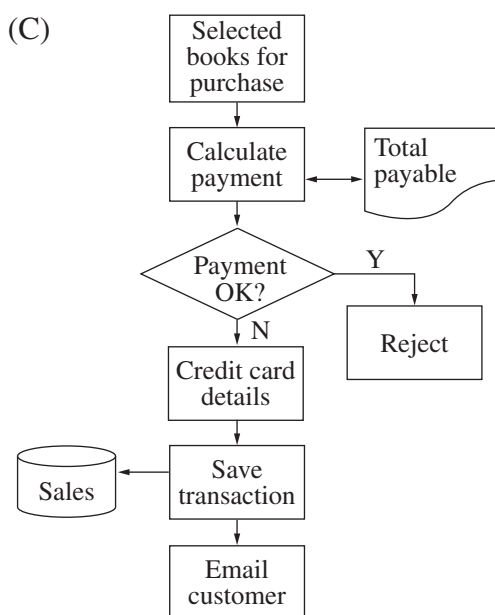 (C)
Selected
books for
purchase
Calculate
payment
Total
payable
Payment
OK?
Y
N
Reject
Credit card
details
Sales
Save
transaction
Email
customer